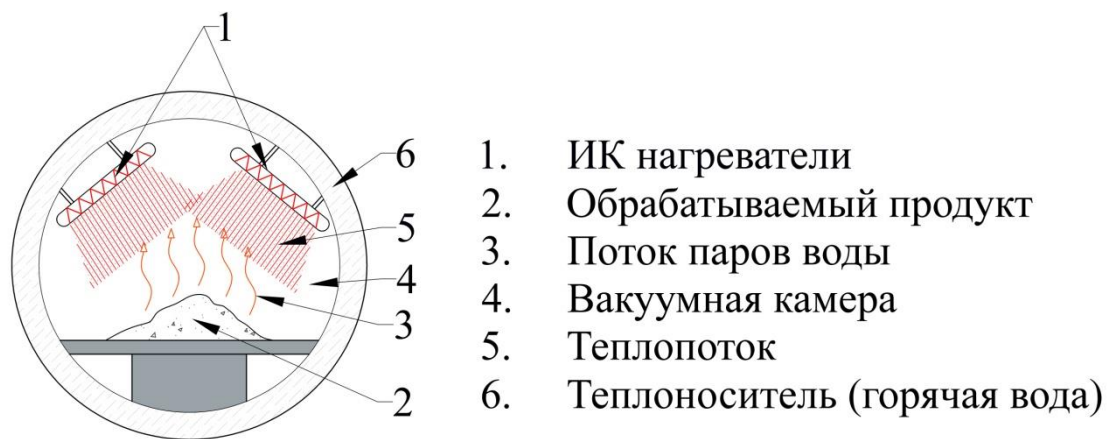 1
6
5
4
3
2
1. ИК нагреватели
2. Обрабатываемый продукт
3. Поток паров воды
4. Вакуумная камера
5. Теплопоток
6. Теплоноситель (горячая вода)